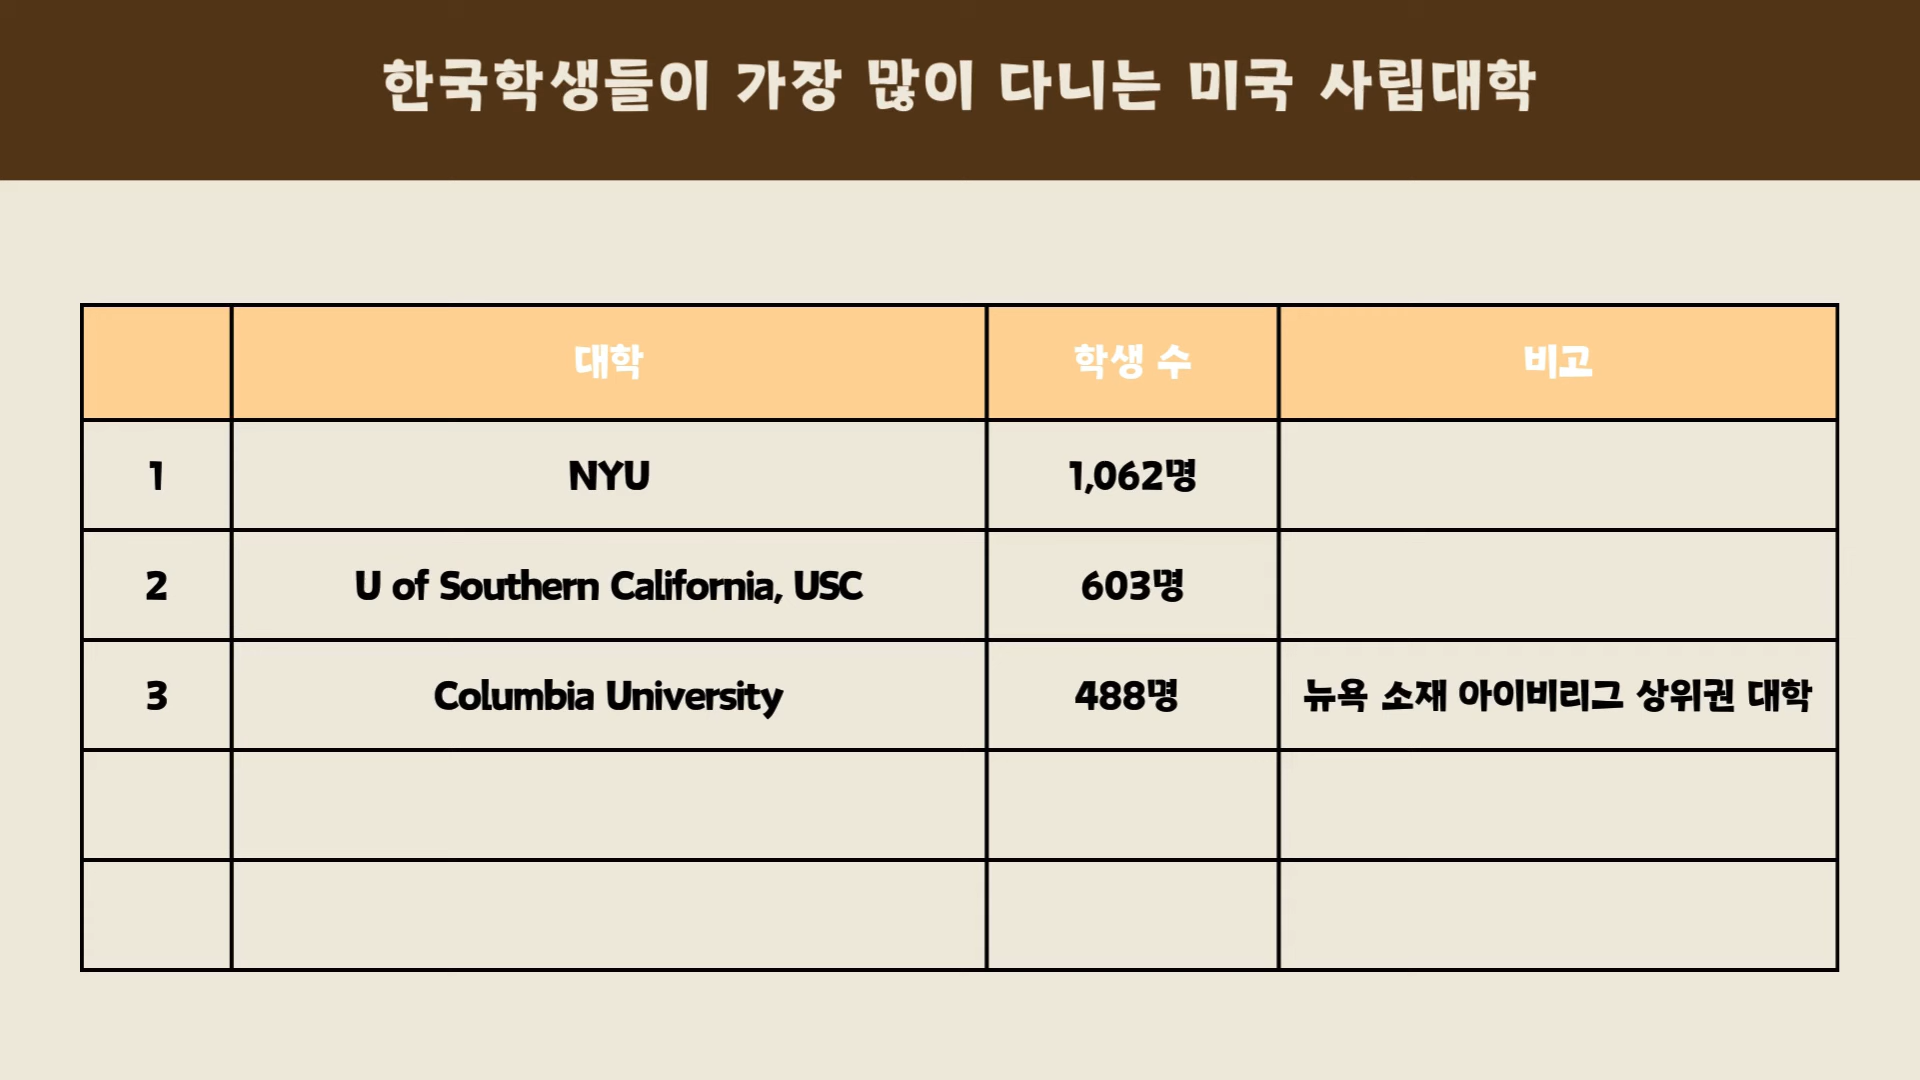 한국학생들이 가장 많이 다니는 미국 사립대학
대학 학생 수 비고
1 NYU 1,062명
2 U of Southern California, USC 603명
3 Columbia University 488명 뉴욕 소재 아이비리그 상위권 대학